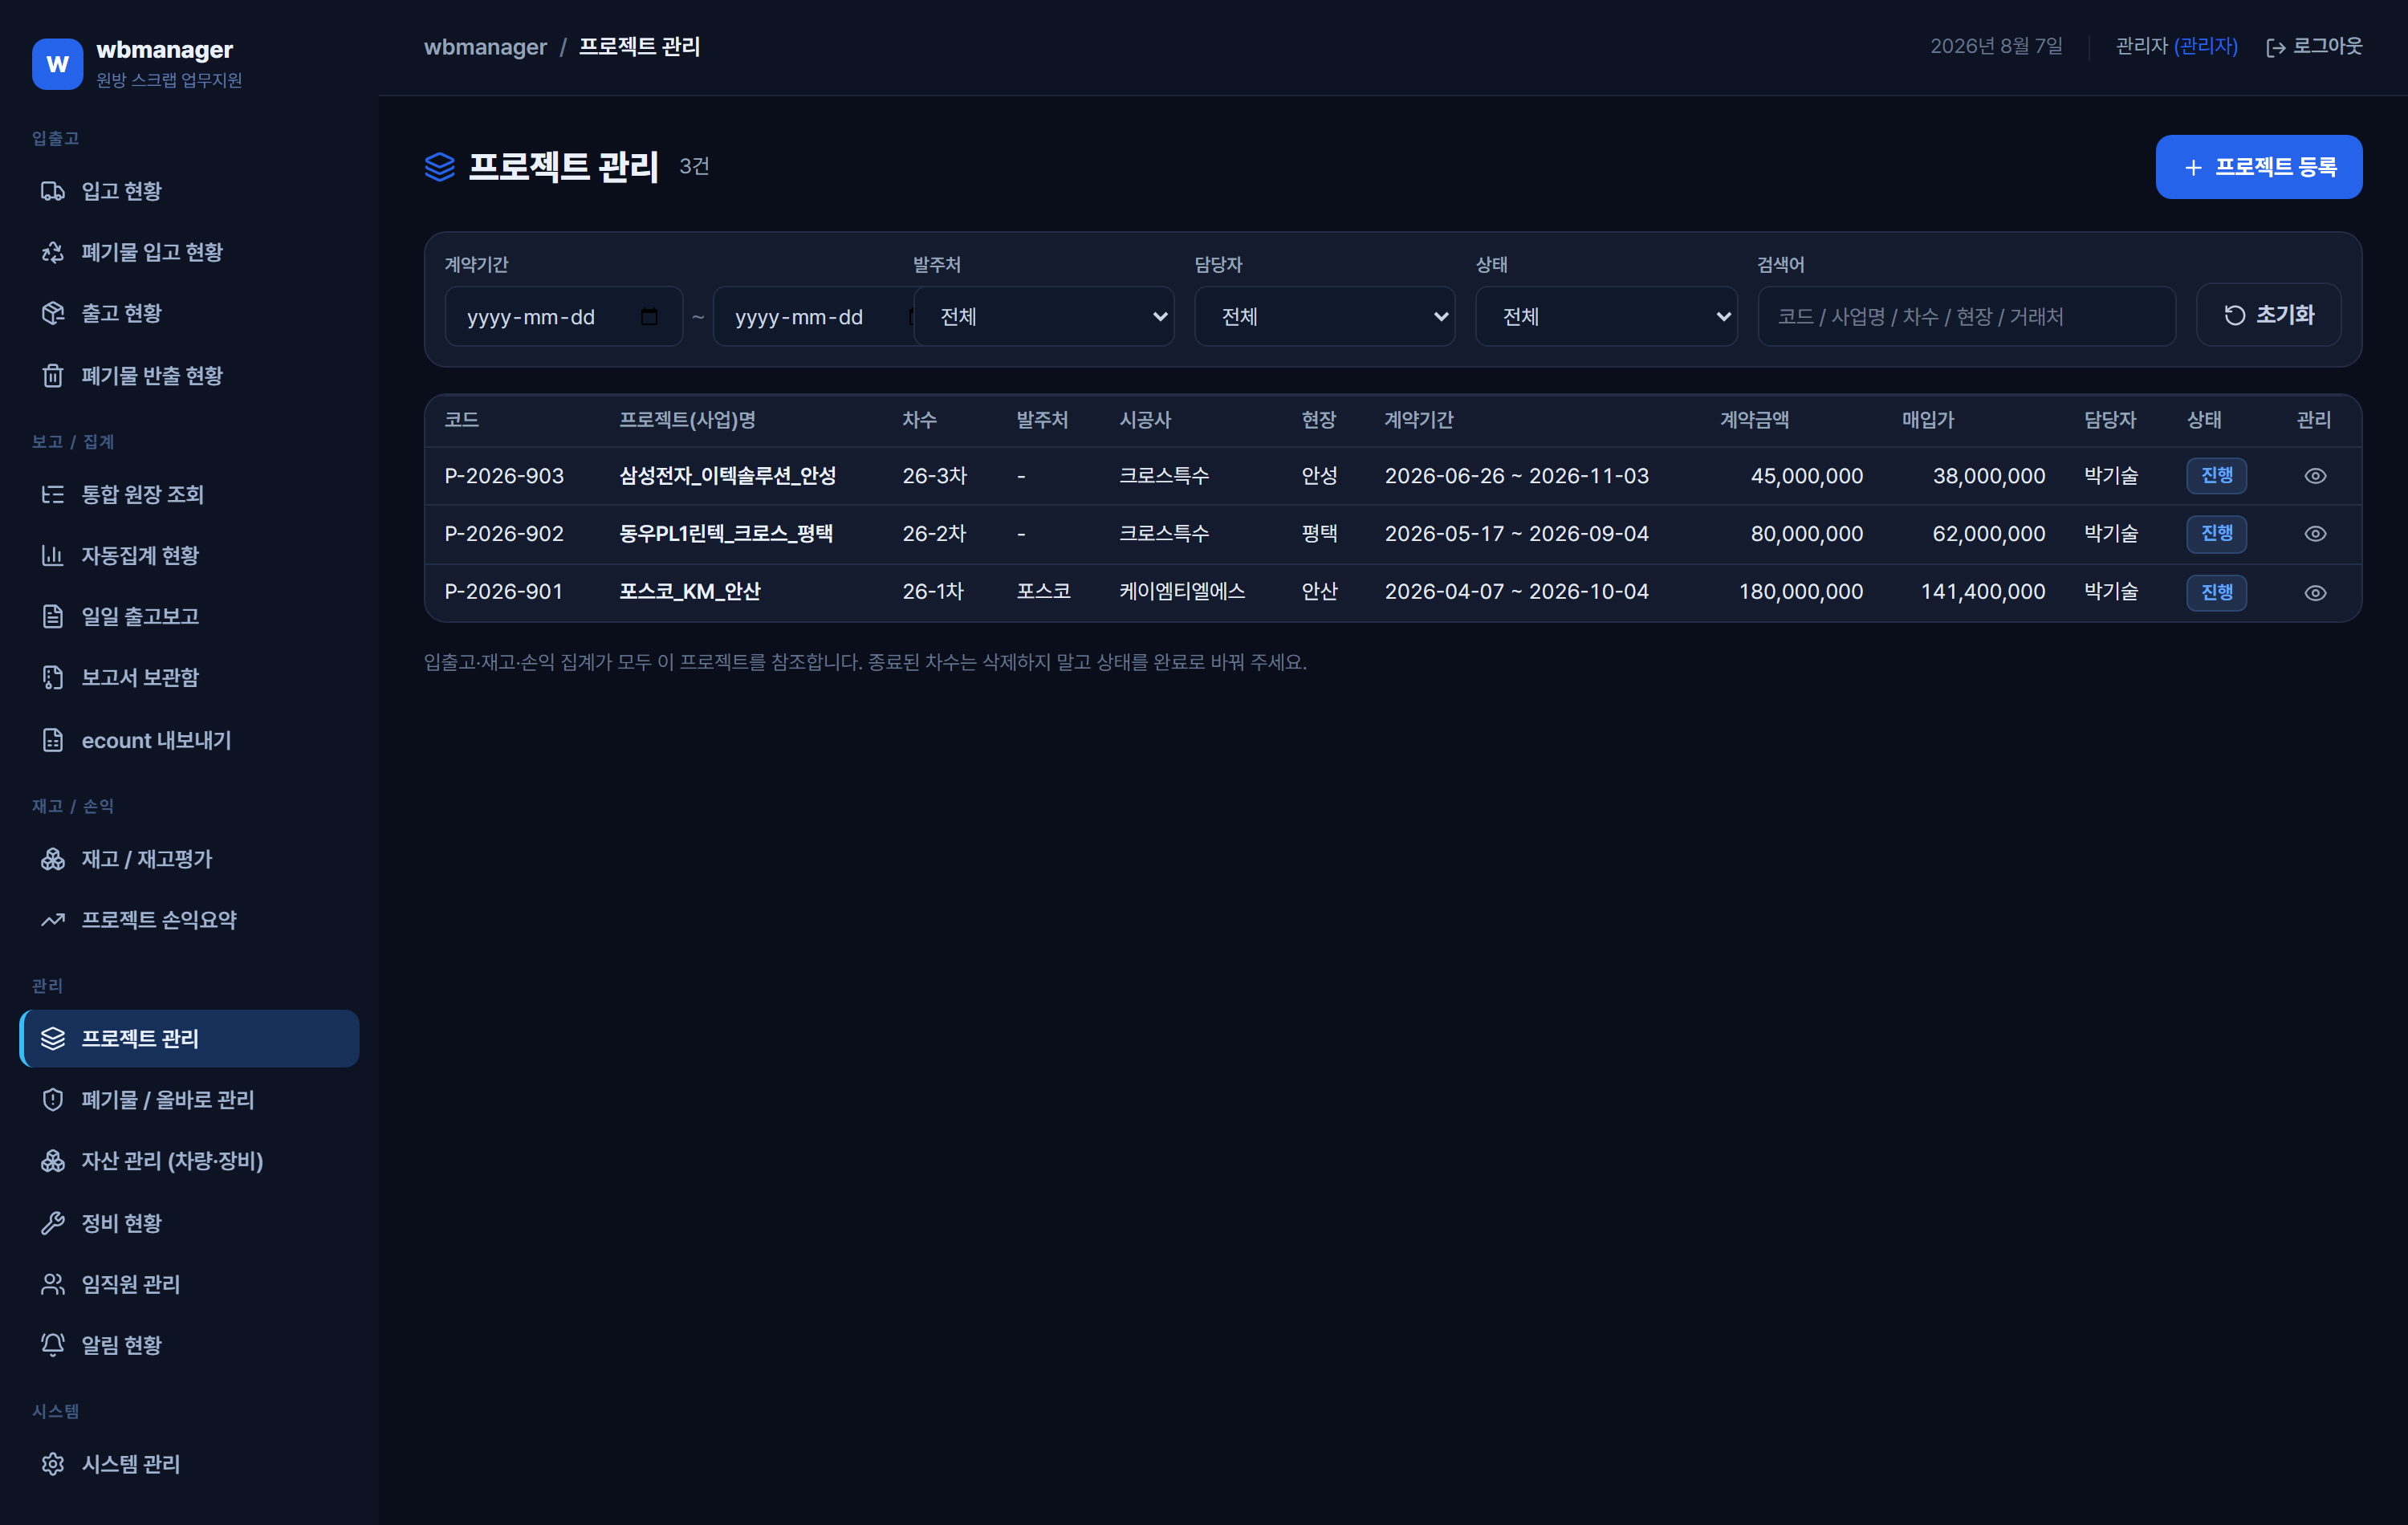 W
wbmanager
원방 스크랩 업무지원
입출고
입고 현황
폐기물 입고 현황
출고 현황
폐기물 반출 현황
보고 / 집계
통합 원장 조회
자동집계 현황
일일 출고보고
보고서 보관함
ecount 내보내기
재고 / 손익
재고 / 재고평가
프로젝트 손익요약
관리
프로젝트 관리
폐기물 / 올바로 관리
자산 관리 (차량·장비)
정비 현황
임직원 관리
알림 현황
시스템
시스템 관리
wbmanager / 프로젝트 관리
2026년 8월 7일 관리자 (관리자) 로그아웃
프로젝트 관리 3건
+ 프로젝트 등록
계약기간 발주처 담당자 상태 검색어
yyyy-mm-dd ~ yyyy-mm-dd 전체 전체 전체 코드 / 사업명 / 차수 / 현장 / 거래처 초기화
코드 프로젝트(사업)명 차수 발주처 시공사 현장 계약기간 계약금액 매입가 담당자 상태 관리
P-2026-903 삼성전자_이텍솔루션_안성 26-3차 - 크로스특수 안성 2026-06-26 ~ 2026-11-03 45,000,000 38,000,000 박기술 진행
P-2026-902 동우PL1린텍_크로스_평택 26-2차 - 크로스특수 평택 2026-05-17 ~ 2026-09-04 80,000,000 62,000,000 박기술 진행
P-2026-901 포스코_KM_안산 26-1차 포스코 케이엠티엘에스 안산 2026-04-07 ~ 2026-10-04 180,000,000 141,400,000 박기술 진행
입출고·재고·손익 집계가 모두 이 프로젝트를 참조합니다. 종료된 차수는 삭제하지 말고 상태를 완료로 바꿔 주세요.